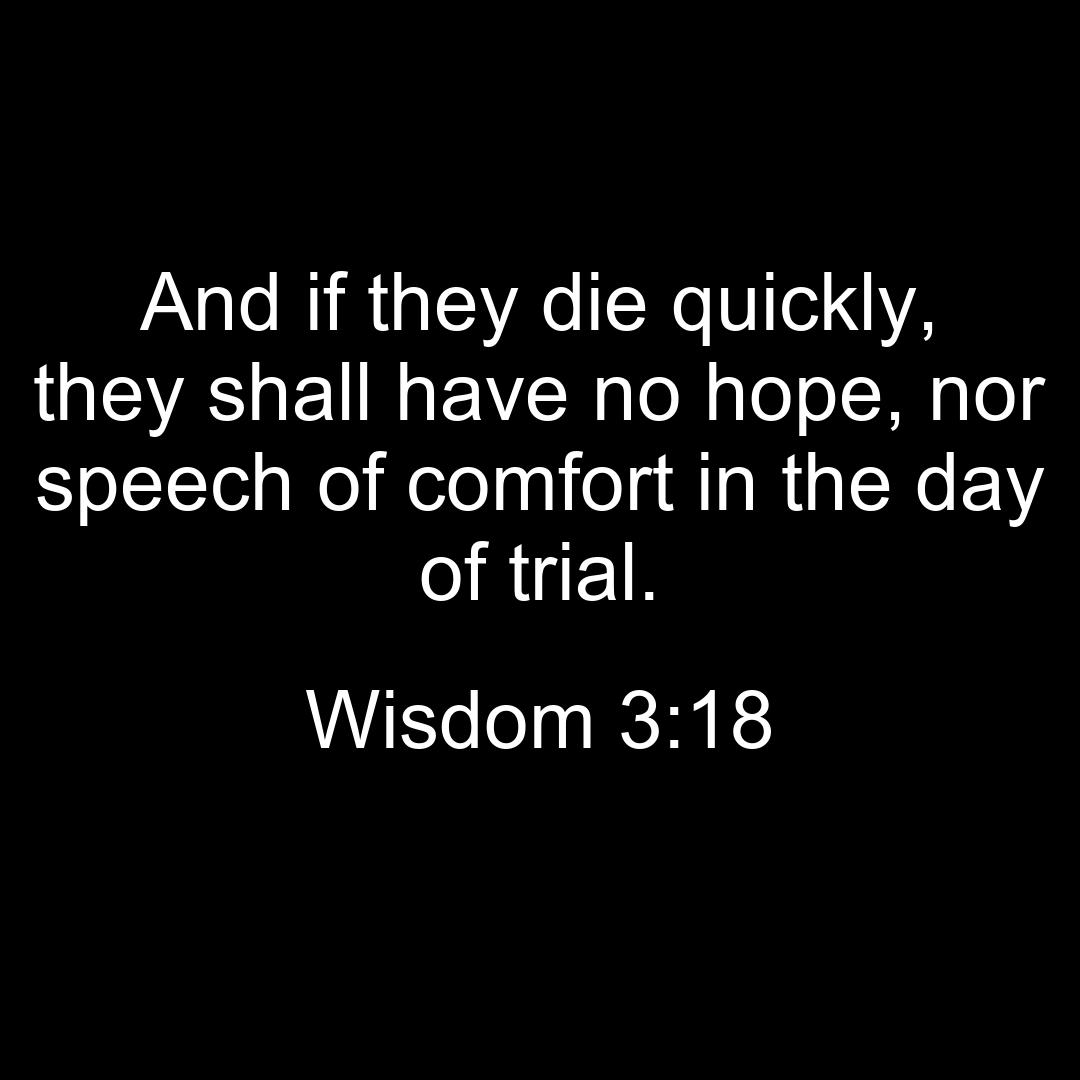 And if they die quickly,
they shall have no hope, nor
speech of comfort in the day
of trial.
Wisdom 3:18